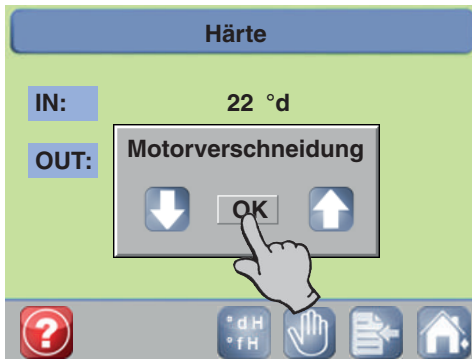 Härte
IN: 22 °d
OUT:
Motorverschneidung
OK
?
°dH
°fH